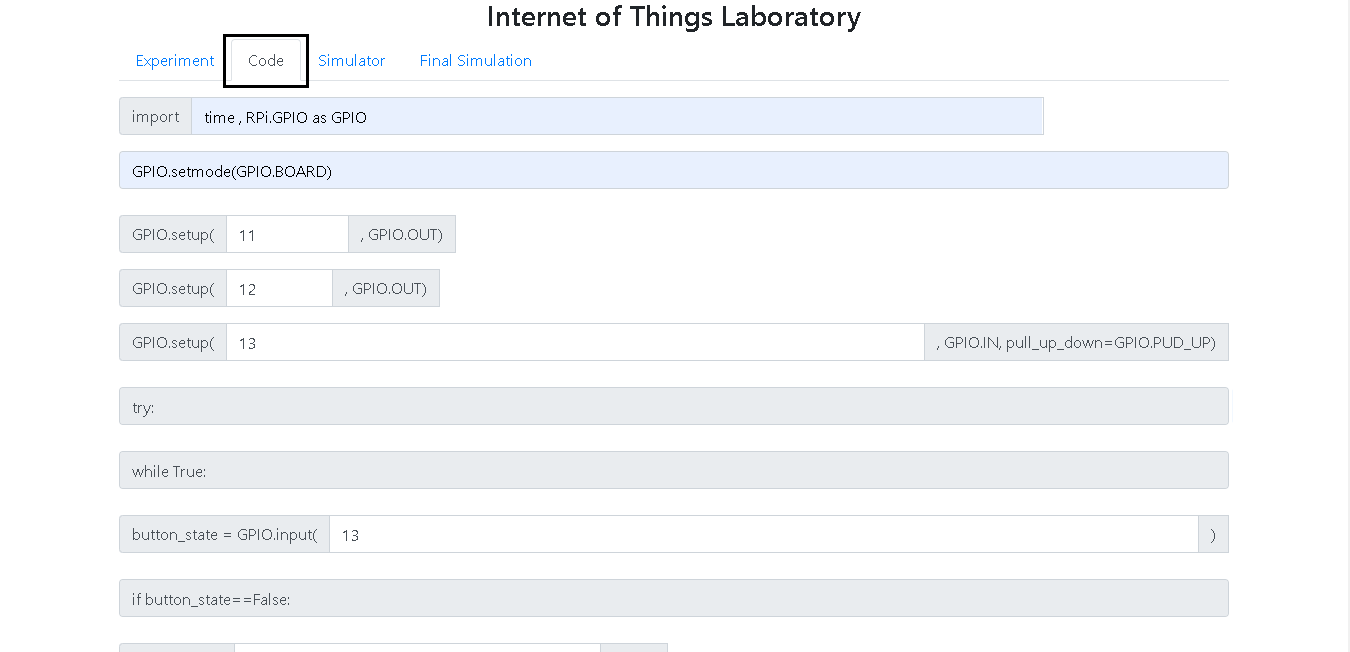 Internet of Things Laboratory
Experiment Code Simulator Final Simulation
import time , RPi.GPIO as GPIO
GPIO.setmode(GPIO.BOARD)
GPIO.setup( 11 , GPIO.OUT)
GPIO.setup( 12 , GPIO.OUT)
GPIO.setup( 13 , GPIO.IN, pull_up_down=GPIO.PUD_UP)
try:
while True:
button_state = GPIO.input( 13 )
if button_state==False: